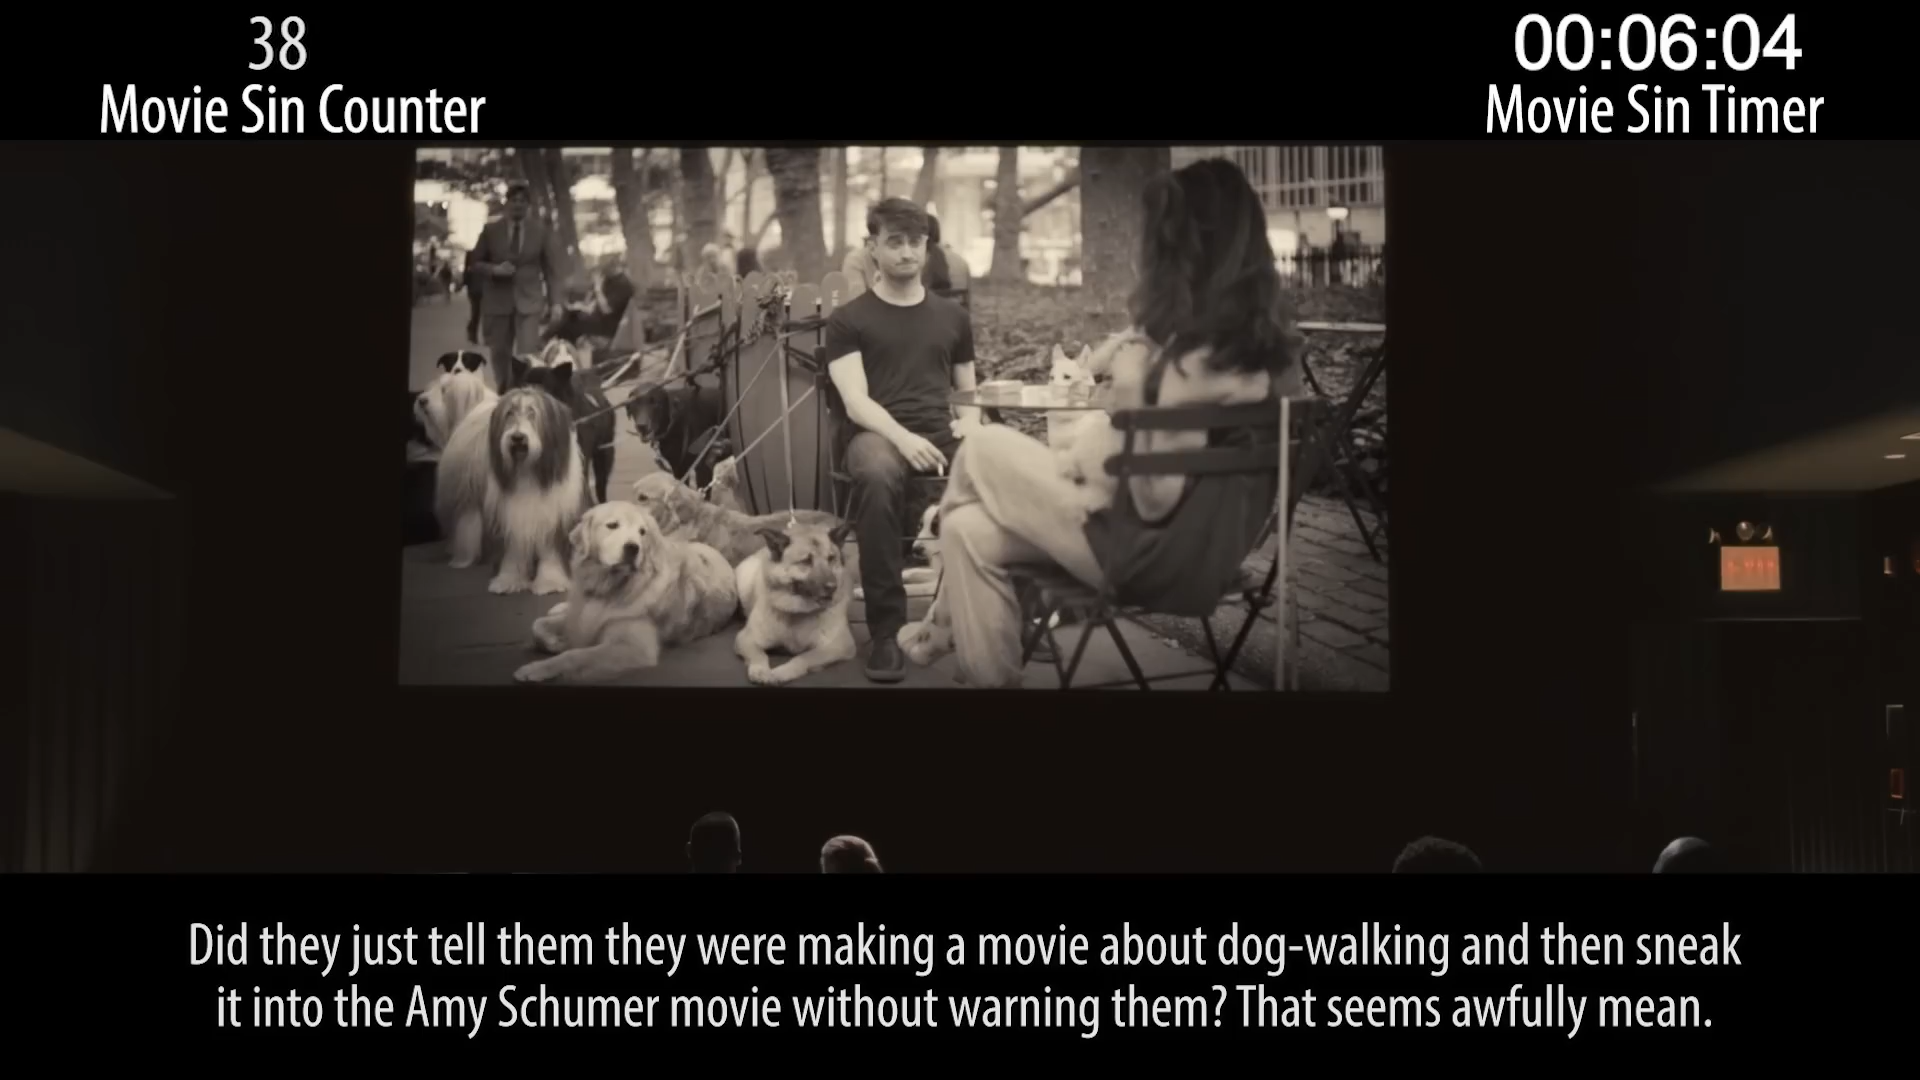 38
Movie Sin Counter
00:06:04
Movie Sin Timer
Did they just tell them they were making a movie about dog-walking and then sneak
it into the Amy Schumer movie without warning them? That seems awfully mean.